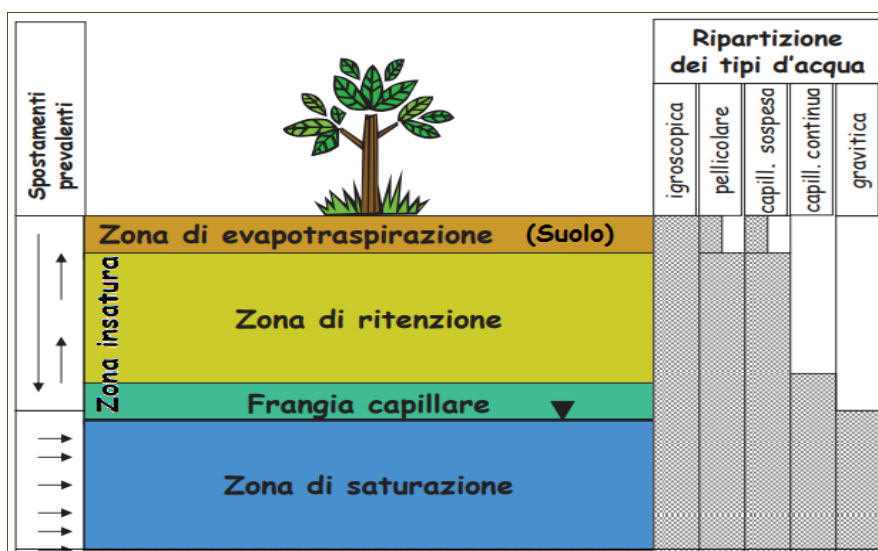 Ripartizione
dei tipi d'acqua
Spostamenti
prevalenti
igroscopica
pellicolare
capill. sospesa
capill. continua
gravitica
Zona di evapotraspirazione (Suolo)
Zona insatura
Zona di ritenzione
Frangia capillare
Zona di saturazione